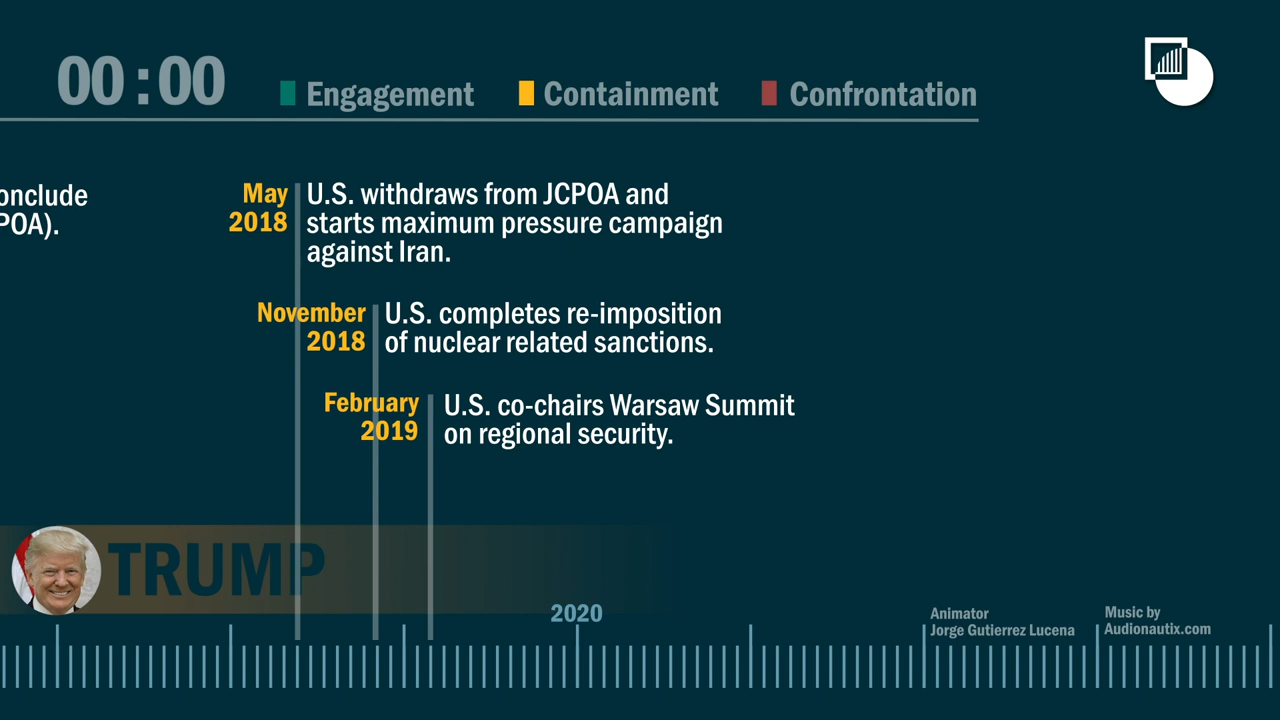 00:00
Engagement
Containment
Confrontation
onclude
POA).
May
2018
U.S. withdraws from JCPOA and
starts maximum pressure campaign
against Iran.
November
2018
U.S. completes re-imposition
of nuclear related sanctions.
February
2019
U.S. co-chairs Warsaw Summit
on regional security.
TRUMP
2020
Animator
Jorge Gutierrez Lucena
Music by
Audionautix.com